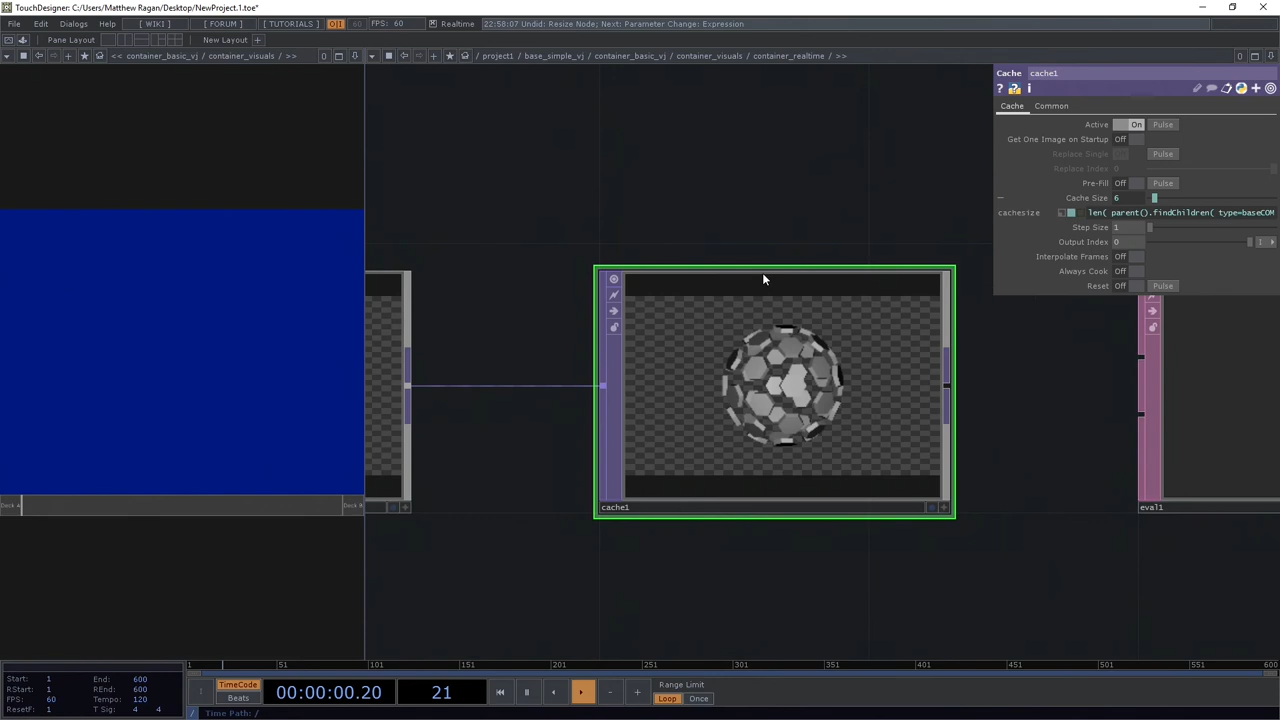 TouchDesigner: C:/Users/Matthew Ragan/Desktop/NewProject.1.toe*
File Edit Dialogs Help [ WIKI ] [ FORUM ] [ TUTORIALS ] O|I FPS: 60 Realtime 22:58:07 Undid: Resize Node; Next: Parameter Change: Expression
Pane Layout New Layout +
<< container_basic_vj / container_visuals / >> 0
/ project1 / base_simple_vj / container_basic_vj / container_visuals / container_realtime / >> 0
Cache cache1
? i
Cache Common
Active On Pulse
Get One Image on Startup Off
Replace Single Pulse
Replace Index 0
Pre-Fill Off Pulse
Cache Size 6
cachesize len( parent().findChildren( type=baseCOM
Step Size 1
Output Index 0 I
Interpolate Frames Off
Always Cook Off
Reset Off Pulse
Deck A Deck B
cache1
eval1
1 51 101 151 201 251 301 351 401 451 501 551 600
Start: 1 End: 600
RStart: 1 REnd: 600
FPS: 60 Tempo: 120
ResetF: 1 T Sig: 4 4
TimeCode
Beats
00:00:00.20 21
Range Limit
Loop Once
/ Time Path: /